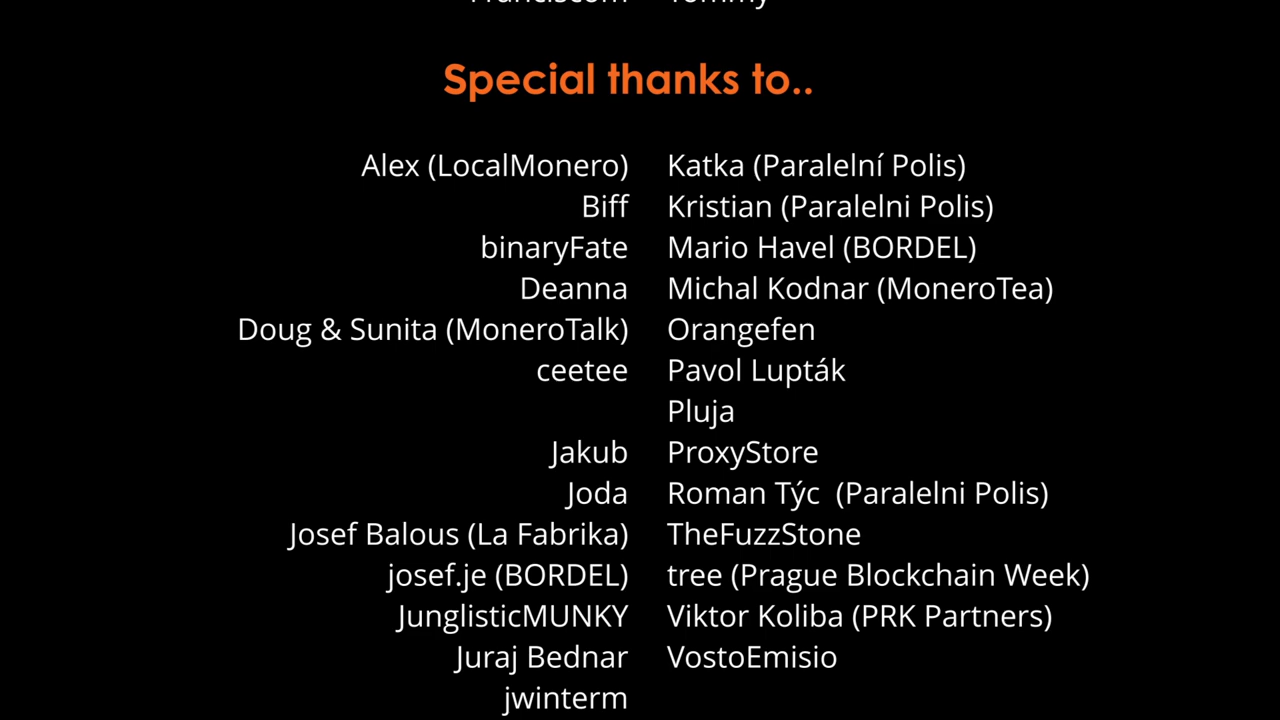 Franciscom Tommy
Special thanks to..
Alex (LocalMonero) Katka (Paralelní Polis)
Biff Kristian (Paralelni Polis)
binaryFate Mario Havel (BORDEL)
Deanna Michal Kodnar (MoneroTea)
Doug & Sunita (MoneroTalk) Orangefen
ceetee Pavol Lupták
Pluja
Jakub ProxyStore
Joda Roman Týc (Paralelni Polis)
Josef Balous (La Fabrika) TheFuzzStone
josef.je (BORDEL) tree (Prague Blockchain Week)
JunglisticMUNKY Viktor Koliba (PRK Partners)
Juraj Bednar VostoEmisio
jwinterm